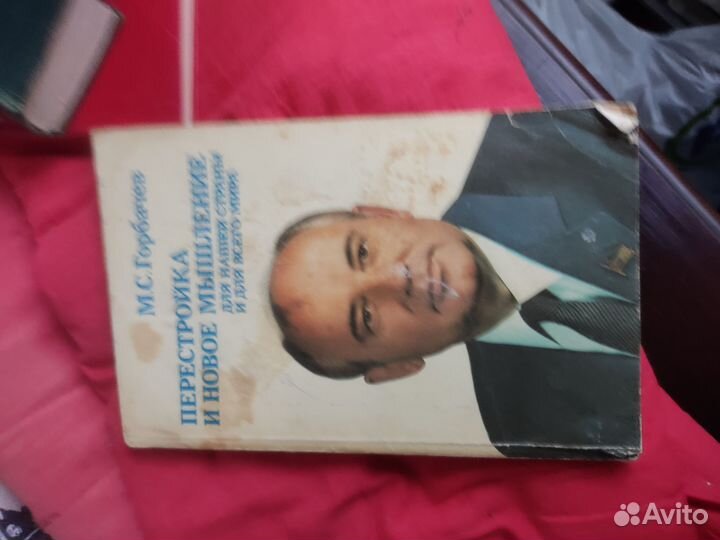 М.С.Горбачев
ПЕРЕСТРОЙКА
И НОВОЕ МЫШЛЕНИЕ
ДЛЯ НАШЕЙ СТРАНЫ
И ДЛЯ ВСЕГО МИРА
Avito